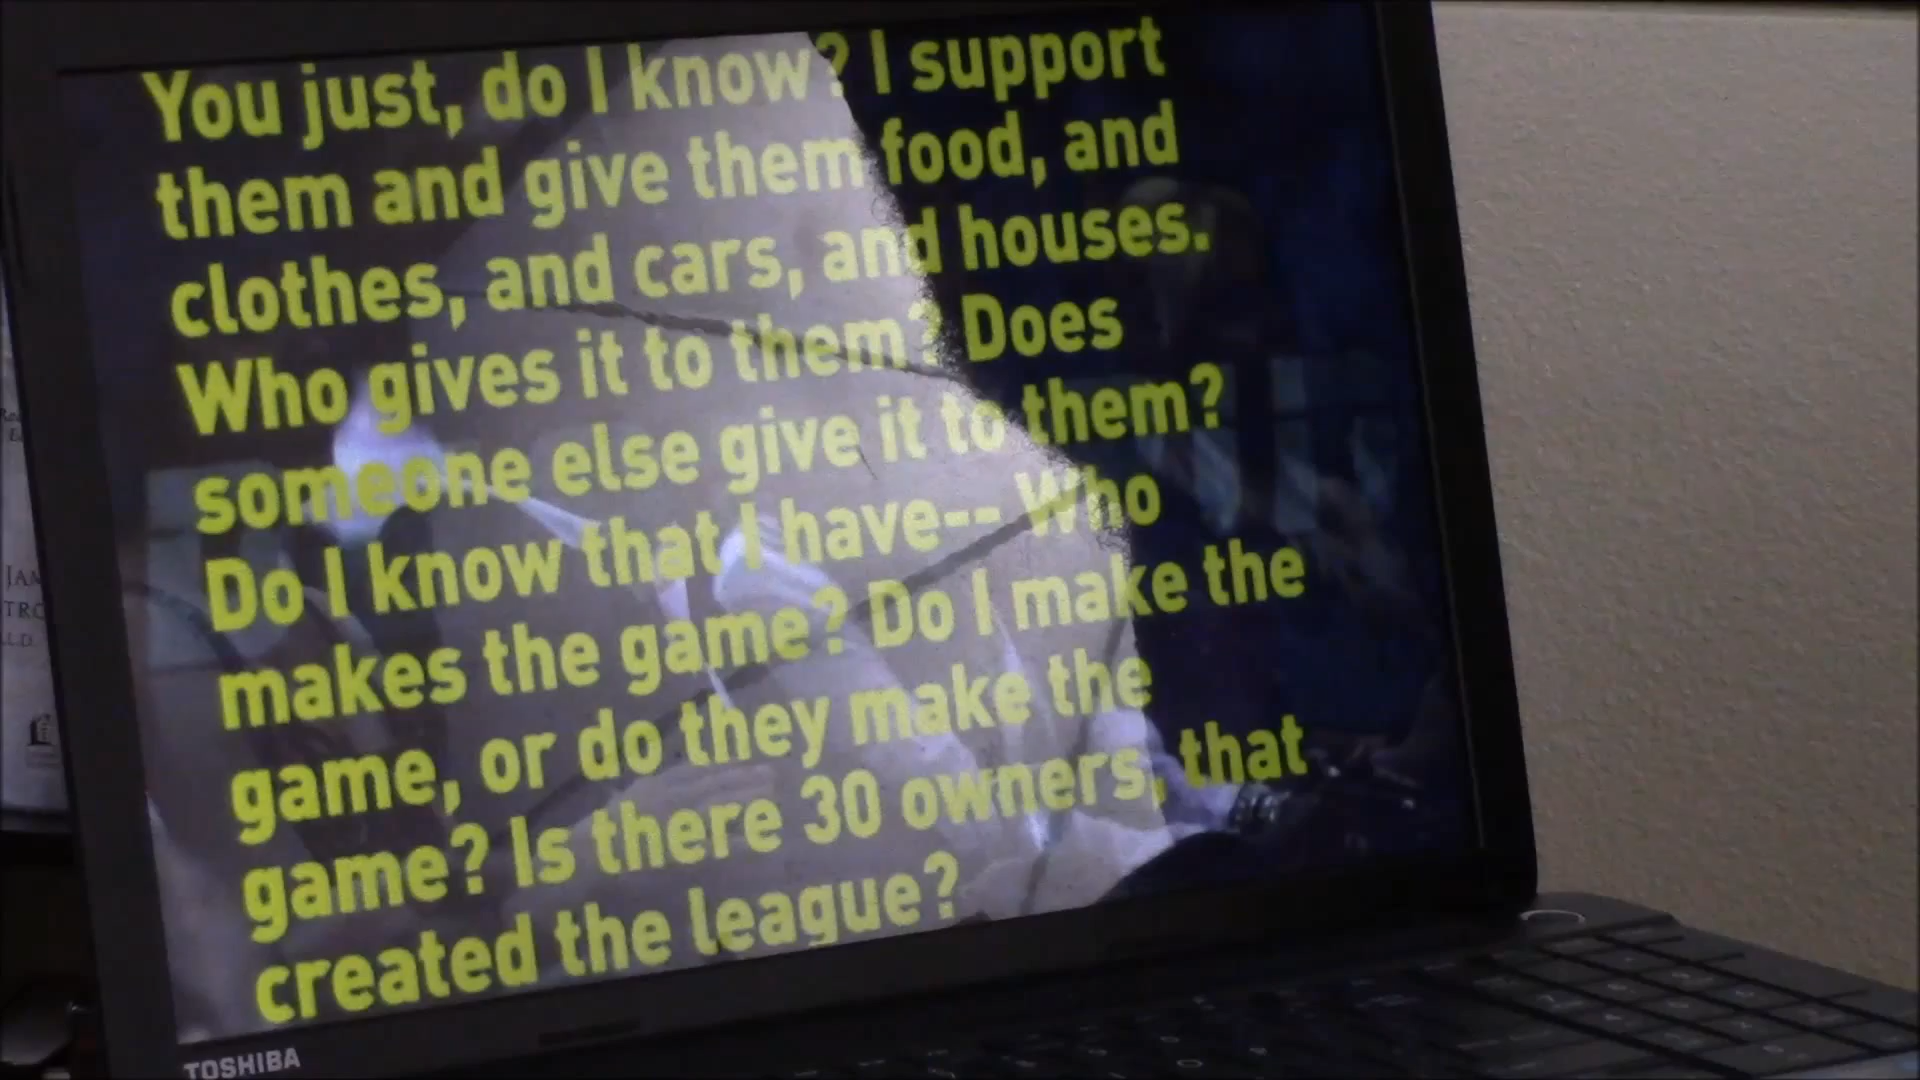 You just, do I know? I support
them and give them food, and
clothes, and cars, and houses.
Who gives it to them? Does
someone else give it to them?
Do I know that I have-- Who
makes the game? Do I make the
game, or do they make the
game? Is there 30 owners, that
created the league?
TOSHIBA